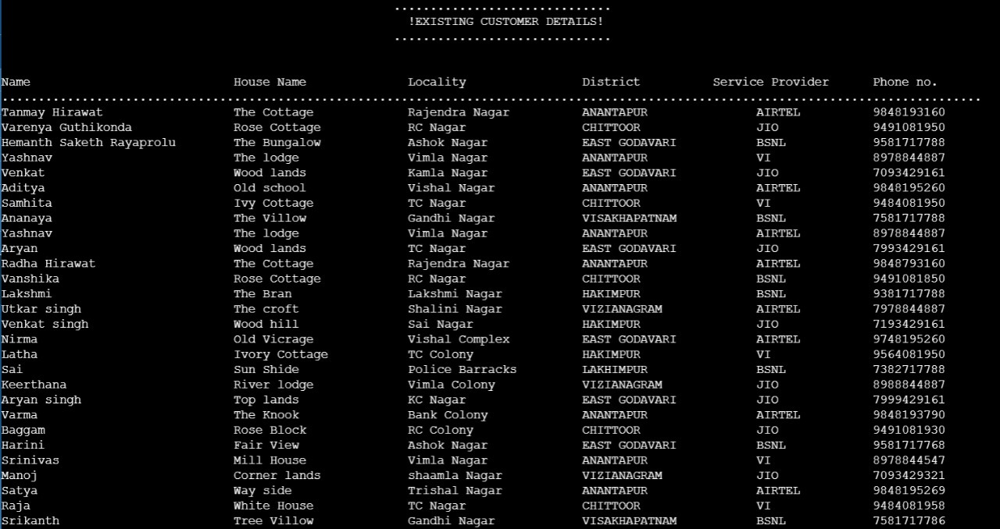 ..............................
!EXISTING CUSTOMER DETAILS!
..............................
Name House Name Locality District Service Provider Phone no.
.......................................................................................................................................
Tanmay Hirawat The Cottage Rajendra Nagar ANANTAPUR AIRTEL 9848193160
Varenya Guthikonda Rose Cottage RC Nagar CHITTOOR JIO 9491081950
Hemanth Saketh Rayaprolu The Bungalow Ashok Nagar EAST GODAVARI BSNL 9581717788
Yashnav The lodge Vimla Nagar ANANTAPUR VI 8978844887
Venkat Wood lands Kamla Nagar EAST GODAVARI JIO 7093429161
Aditya Old school Vishal Nagar ANANTAPUR AIRTEL 9848195260
Samhita Ivy Cottage TC Nagar CHITTOOR VI 9484081950
Ananaya The Villow Gandhi Nagar VISAKHAPATNAM BSNL 7581717788
Yashnav The lodge Vimla Nagar ANANTAPUR AIRTEL 8978844887
Aryan Wood lands TC Nagar EAST GODAVARI JIO 7993429161
Radha Hirawat The Cottage Rajendra Nagar ANANTAPUR AIRTEL 9848793160
Vanshika Rose Cottage RC Nagar CHITTOOR BSNL 9491081850
Lakshmi The Bran Lakshmi Nagar HAKIMPUR BSNL 9381717788
Utkar singh The croft Shalini Nagar VIZIANAGRAM AIRTEL 7978844887
Venkat singh Wood hill Sai Nagar HAKIMPUR JIO 7193429161
Nirma Old Vicrage Vishal Complex EAST GODAVARI AIRTEL 9748195260
Latha Ivory Cottage TC Colony HAKIMPUR VI 9564081950
Sai Sun Shide Police Barracks LAKHIMPUR BSNL 7382717788
Keerthana River lodge Vimla Colony VIZIANAGRAM JIO 8988844887
Aryan singh Top lands KC Nagar EAST GODAVARI JIO 7999429161
Varma The Knook Bank Colony ANANTAPUR AIRTEL 9848193790
Baggam Rose Block RC Colony CHITTOOR JIO 9491081930
Harini Fair View Ashok Nagar EAST GODAVARI BSNL 9581717768
Srinivas Mill House Vimla Nagar ANANTAPUR VI 8978844547
Manoj Corner lands shaamla Nagar VIZIANAGRAM JIO 7093429321
Satya Way side Trishal Nagar ANANTAPUR AIRTEL 9848195269
Raja White House TC Nagar CHITTOOR VI 9484081958
Srikanth Tree Villow Gandhi Nagar VISAKHAPATNAM BSNL 7581717786